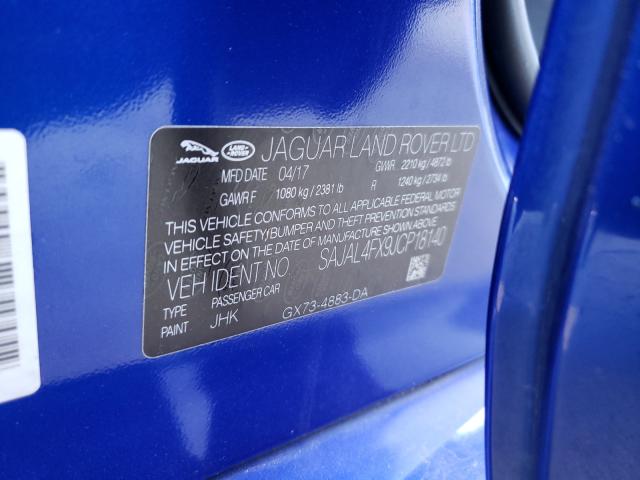 JAGUAR LAND-ROVER JAGUAR LAND ROVER LTD
MFD DATE 04/17 GVWR 2210 kg / 4872 lb
GAWR F 1080 kg / 2381 lb R 1240 kg / 2734 lb
THIS VEHICLE CONFORMS TO ALL APPLICABLE FEDERAL MOTOR
VEHICLE SAFETY/BUMPER AND THEFT PREVENTION STANDARDS
IN EFFECT ON THE DATE OF MANUFACTURE SHOWN ABOVE
VEH IDENT NO. SAJAL4FX9JCP18140
TYPE PASSENGER CAR
PAINT JHK GX73-4883-DA